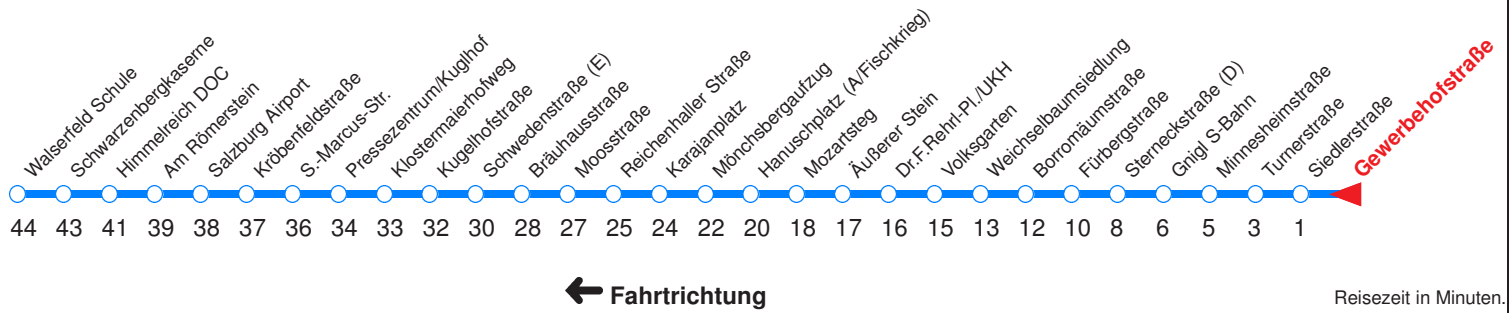 Walserfeld Schule
Schwarzenbergkaserne
Himmelreich DOC
Am Römerstein
Salzburg Airport
Kröbenfeldstraße
S.-Marcus-Str.
Pressezentrum/Kuglhof
Klostermaierhofweg
Kugelhofstraße
Schwedenstraße (E)
Bräuhausstraße
Moosstraße
Reichenhaller Straße
Karajanplatz
Mönchsbergaufzug
Hanuschplatz (A/Fischkrieg)
Mozartsteg
Äußerer Stein
Dr.F.Rehrl-Pl./UKH
Volksgarten
Weichselbaumsiedlung
Borromäumstraße
Fürbergstraße
Sterneckstraße (D)
Gnigl S-Bahn
Minnesheimstraße
Turnerstraße
Siedlerstraße
Gewerbehofstraße
44 43 41 39 38 37 36 34 33 32 30 28 27 25 24 22 20 18 17 16 15 13 12 10 8 6 5 3 1
Fahrtrichtung
Reisezeit in Minuten.